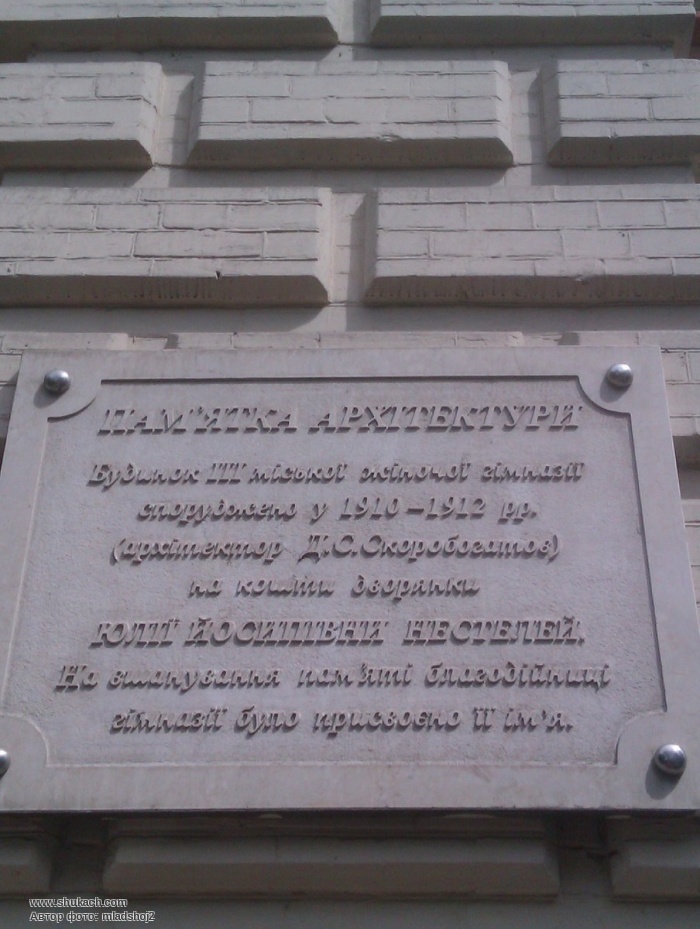 ПАМ'ЯТКА АРХІТЕКТУРИ
Будинок III міської жіночої гімназії
споруджено у 1910–1912 рр.
(архітектор Д.С.Скоробогатов)
на кошти дворянки
ЮЛІЇ ЙОСИПІВНИ НЕСТЕЛЕЙ.
На вшанування пам'яті благодійниці
гімназії було присвоєно її ім'я.
www.shukach.com
Автор фото: mladshoj2